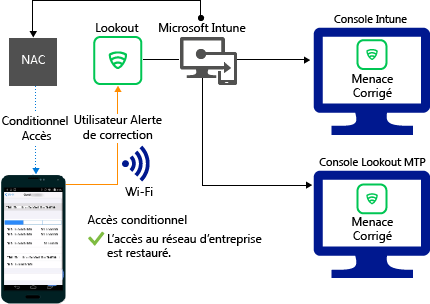 Lookout
Microsoft Intune
Console Intune
NAC
Menace
Corrigé
Conditionnel
Accès
Utilisateur Alerte
de correction
Wi-Fi
Console Lookout MTP
Menace
Corrigé
Accès conditionnel
L'accès au réseau d'entreprise
est restauré.